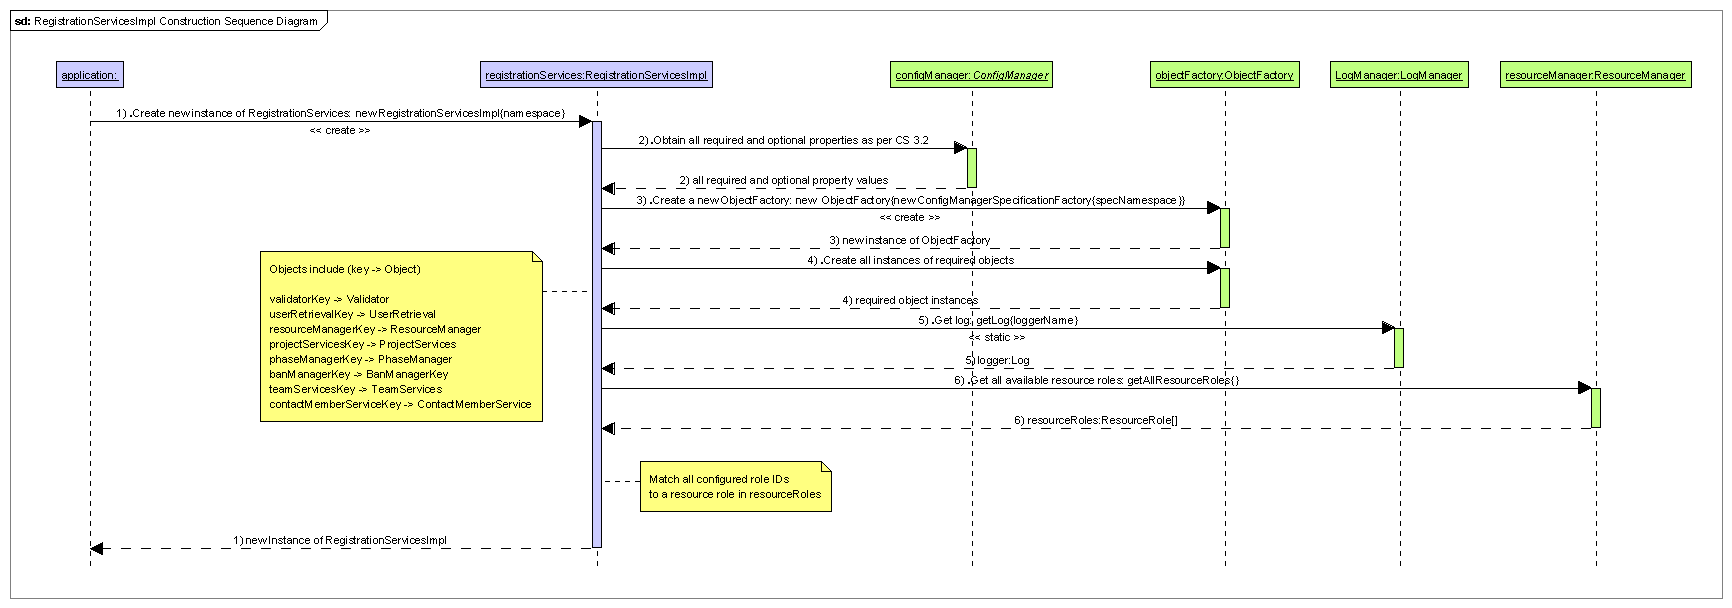 sd: RegistrationServicesImpl Construction Sequence Diagram
application:
registrationServices:RegistrationServicesImpl
configManager:ConfigManager
objectFactory:ObjectFactory
LogManager:LogManager
resourceManager:ResourceManager
1) .Create new instance of RegistrationServices: new RegistrationServicesImpl{namespace}
<< create >>
2) .Obtain all required and optional properties as per CS 3.2
2) all required and optional property values
3) .Create a new ObjectFactory: new ObjectFactory{new ConfigManagerSpecificationFactory{specNamespace}}
<< create >>
3) new instance of ObjectFactory
4) .Create all instances of required objects
4) required object instances
Objects include (key -> Object)
validatorKey -> Validator
userRetrievalKey -> UserRetrieval
resourceManagerKey -> ResourceManager
projectServicesKey -> ProjectServices
phaseManagerKey -> PhaseManager
banManagerKey -> BanManagerKey
teamServicesKey -> TeamServices
contactMemberServiceKey -> ContactMemberService
5) .Get log: getLog{loggerName}
<< static >>
5) logger:Log
6) .Get all available resource roles: getAllResourceRoles{}
6) resourceRoles:ResourceRole[]
Match all configured role IDs
to a resource role in resourceRoles
1) new Instance of RegistrationServicesImpl